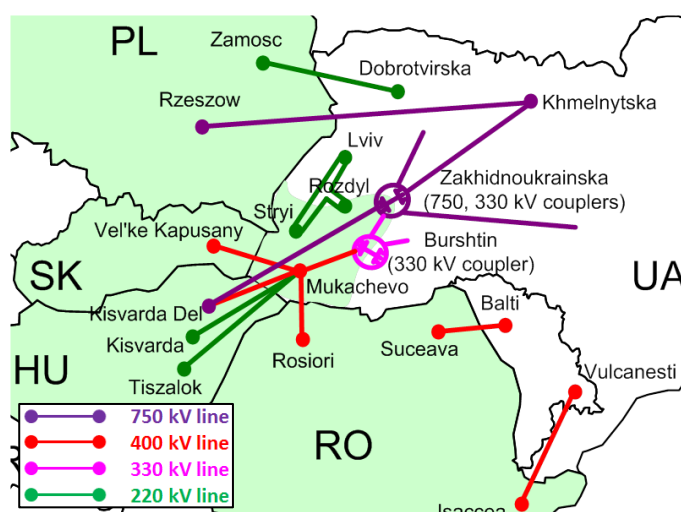 PL
Zamosc
Dobrotvirska
Rzeszow
Khmelnytska
Lviv
Rozdyl
Zakhidnoukrainska
(750, 330 kV couplers)
Stryi
Vel'ke Kapusany
Burshtin
(330 kV coupler)
SK
UA
Mukachevo
Kisvarda Del
Balti
Kisvarda
Rosiori
Suceava
HU
Tiszalok
Vulcanesti
750 kV line
400 kV line
330 kV line
220 kV line
RO
Isaccea